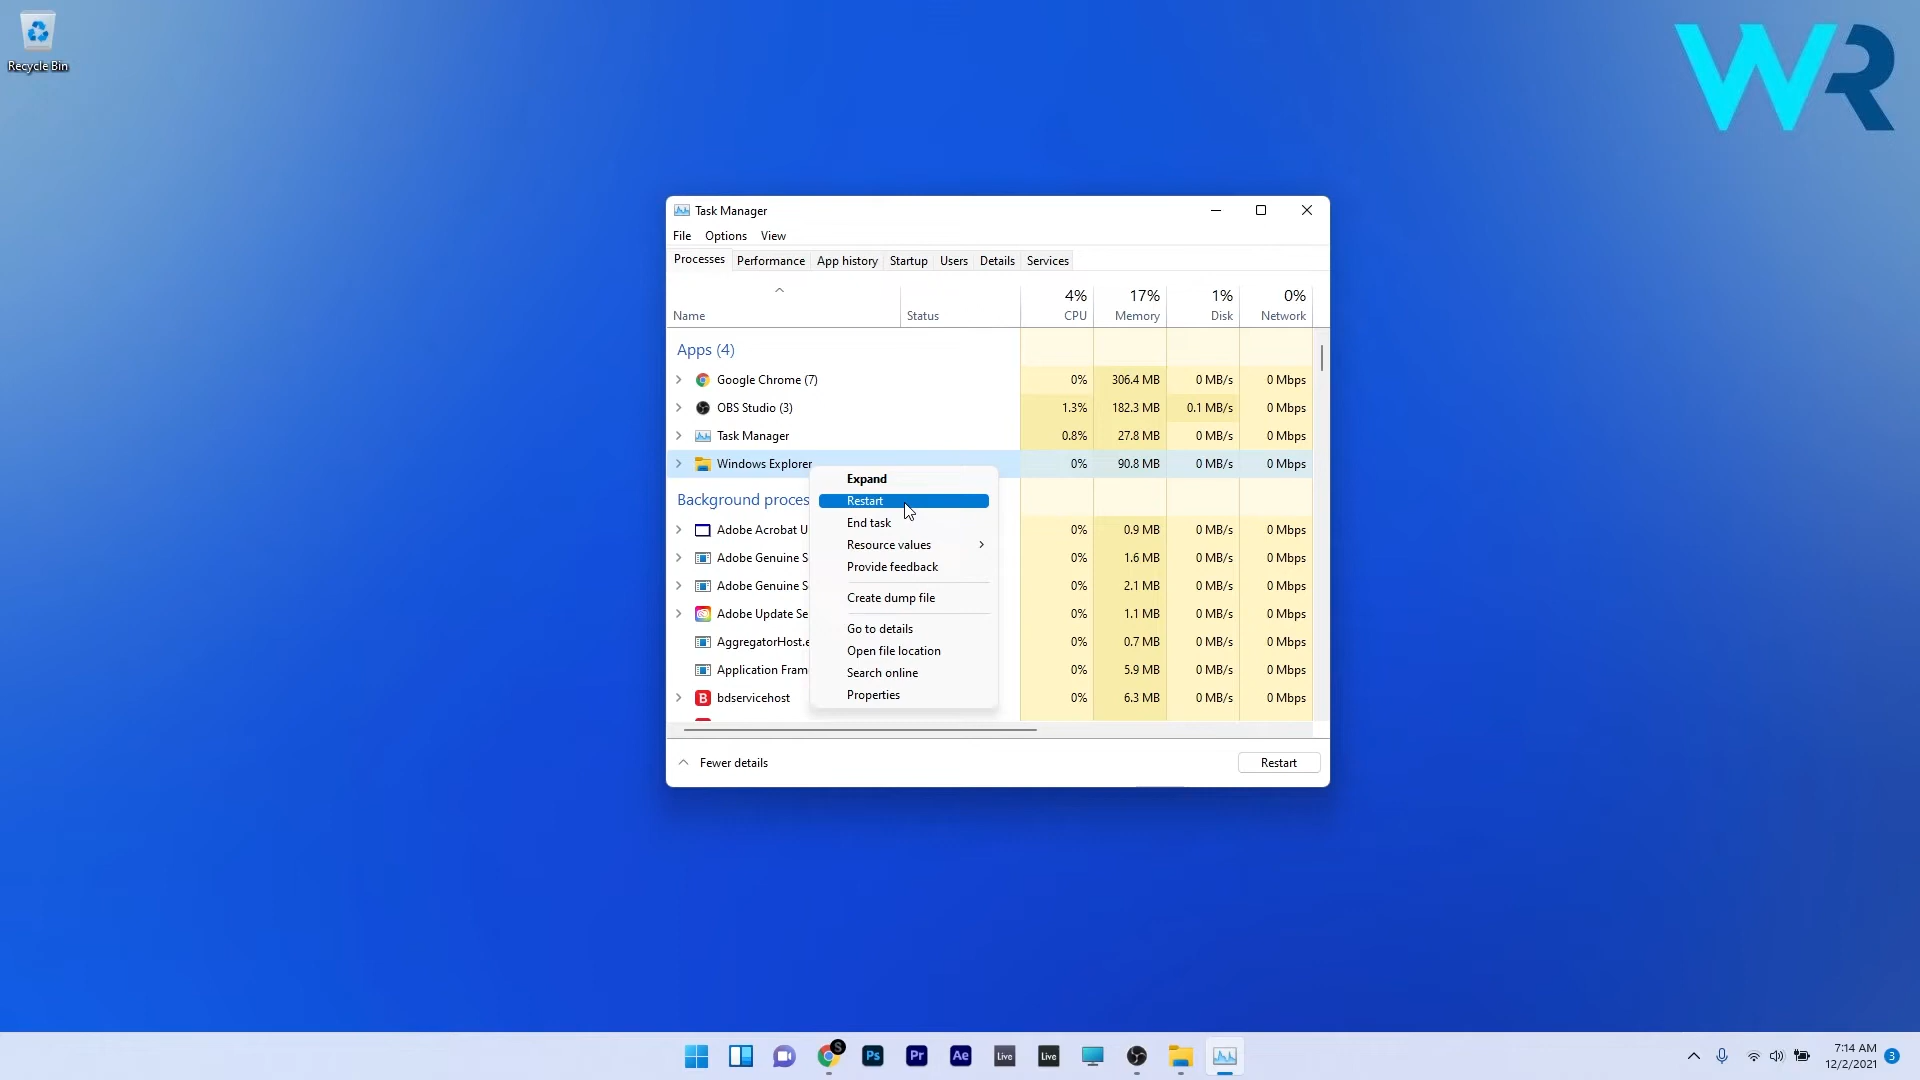 Recycle Bin
WR
Task Manager
File Options View
Processes Performance App history Startup Users Details Services
4% 17% 1% 0%
Name Status CPU Memory Disk Network
Apps (4)
Google Chrome (7) 0% 306.4 MB 0 MB/s 0 Mbps
OBS Studio (3) 1.3% 182.3 MB 0.1 MB/s 0 Mbps
Task Manager 0.8% 27.8 MB 0 MB/s 0 Mbps
Windows Explorer 0% 90.8 MB 0 MB/s 0 Mbps
Expand
Background proces
Restart
End task
Adobe Acrobat U 0% 0.9 MB 0 MB/s 0 Mbps
Resource values
Adobe Genuine S 0% 1.6 MB 0 MB/s 0 Mbps
Provide feedback
Adobe Genuine S 0% 2.1 MB 0 MB/s 0 Mbps
Create dump file
Adobe Update Se 0% 1.1 MB 0 MB/s 0 Mbps
Go to details
AggregatorHost.e 0% 0.7 MB 0 MB/s 0 Mbps
Open file location
Application Fram 0% 5.9 MB 0 MB/s 0 Mbps
Search online
Properties
B bdservicehost 0% 6.3 MB 0 MB/s 0 Mbps
Fewer details Restart
S
Ps Pr Ae Live Live
7:14 AM
12/2/2021
3